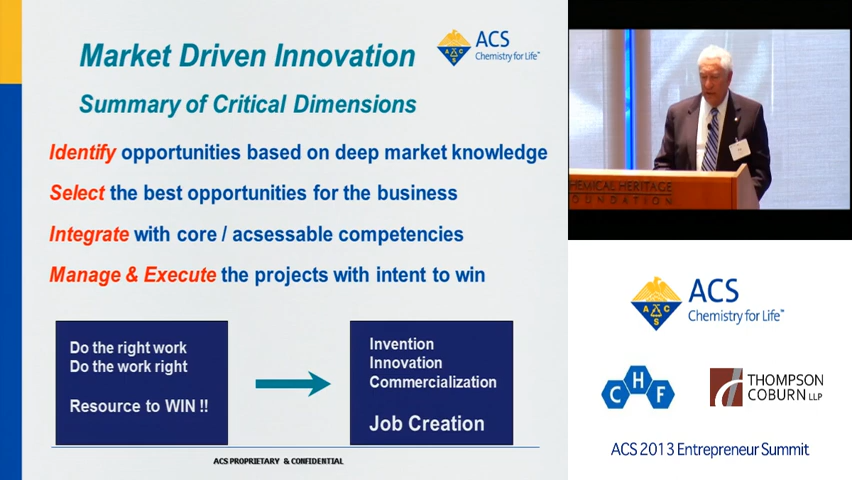 Market Driven Innovation
ACS
Chemistry for Life™
Summary of Critical Dimensions
Identify opportunities based on deep market knowledge
Select the best opportunities for the business
Integrate with core / acsessable competencies
Manage & Execute the projects with intent to win
Do the right work
Do the work right
Resource to WIN !!
Invention
Innovation
Commercialization
Job Creation
ACS PROPRIETARY & CONFIDENTIAL
CHEMICAL HERITAGE
FOUNDATION
A C S
ACS
Chemistry for Life™
C H F
THOMPSON
COBURN LLP
ACS 2013 Entrepreneur Summit